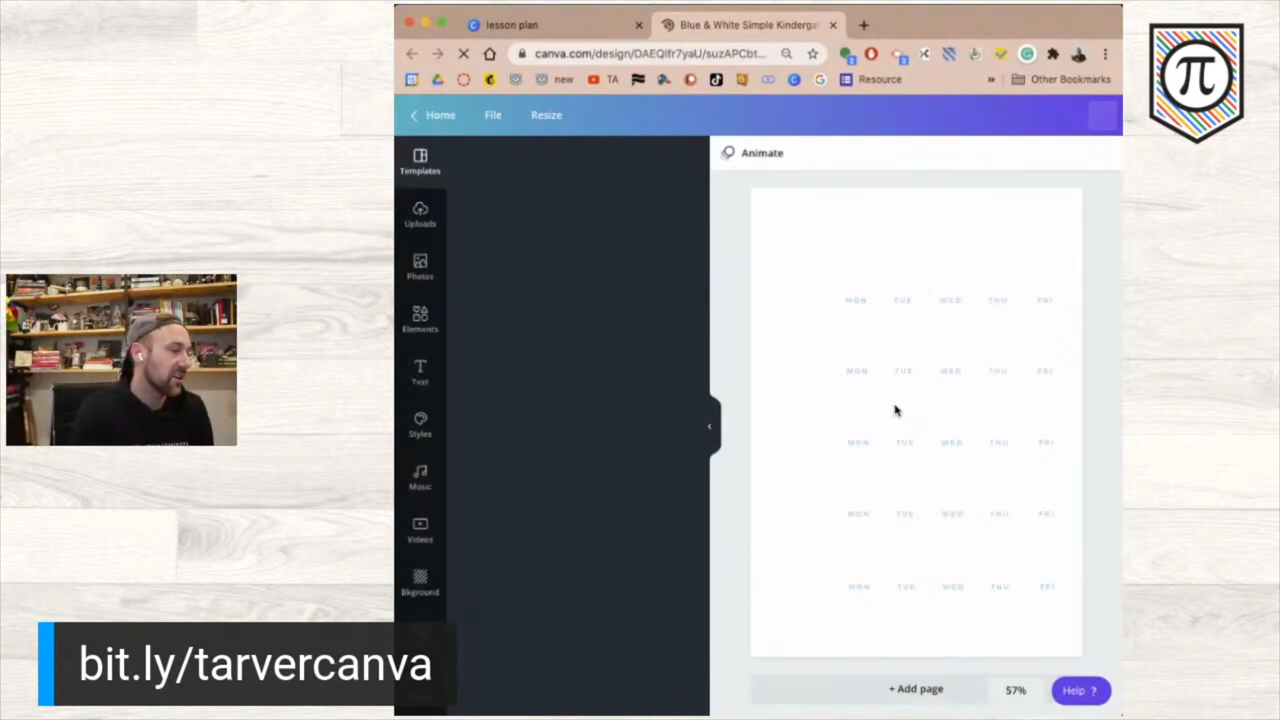 lesson plan
Blue & White Simple Kinderga
canva.com/design/DAEQlfr7yaU/suzAPCbt...
new
TA
Resource
»
Other Bookmarks
Home
File
Resize
Templates
Animate
Uploads
Photos
Elements
Text
Styles
Music
Videos
Bkground
MON TUE WED THU FRI
MON TUE WED THU FRI
MON TUE WED THU FRI
MON TUE WED THU FRI
MON TUE WED THU FRI
+ Add page
57%
Help ?
bit.ly/tarvercanva
π